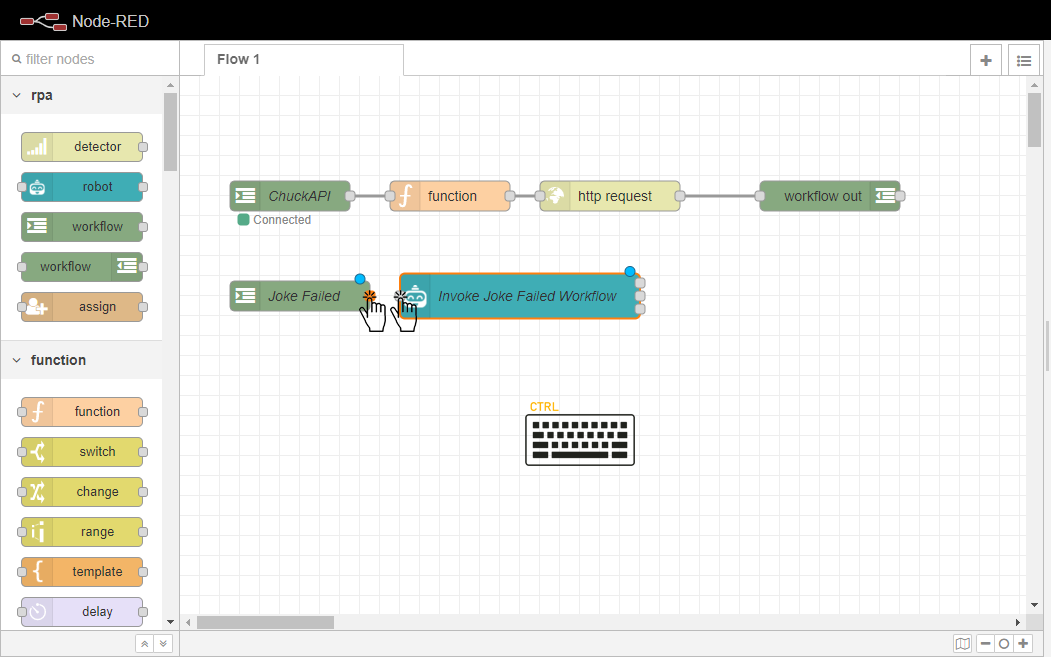 Node-RED
filter nodes
Flow 1
rpa
detector
robot
workflow
workflow
assign
function
function
switch
change
range
template
delay
ChuckAPI
function
http request
workflow out
Connected
Joke Failed
Invoke Joke Failed Workflow
CTRL